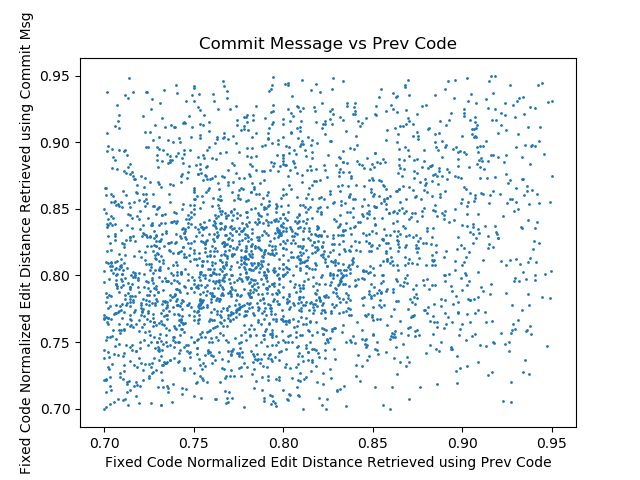 Commit Message vs Prev Code
Fixed Code Normalized Edit Distance Retrieved using Commit Msg
0.95
0.90
0.85
0.80
0.75
0.70
0.70 0.75 0.80 0.85 0.90 0.95
Fixed Code Normalized Edit Distance Retrieved using Prev Code